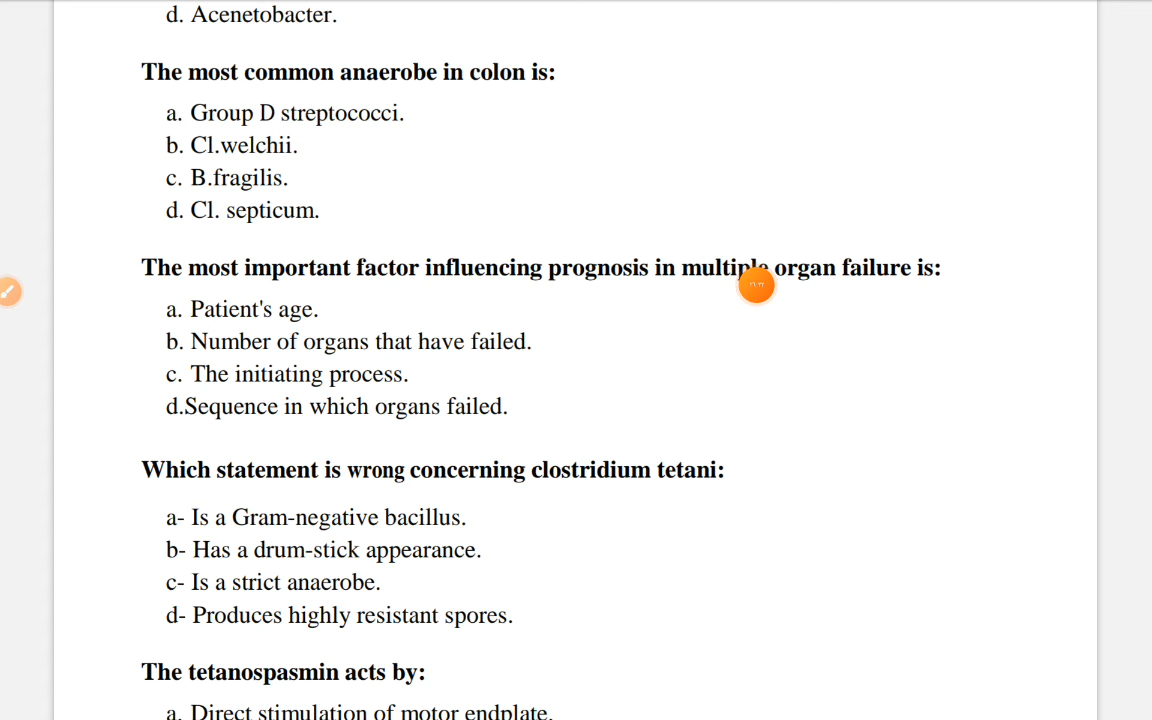 d. Acenetobacter.
The most common anaerobe in colon is:
a. Group D streptococci.
b. Cl.welchii.
c. B.fragilis.
d. Cl. septicum.
The most important factor influencing prognosis in multiple organ failure is:
a. Patient's age.
b. Number of organs that have failed.
c. The initiating process.
d.Sequence in which organs failed.
Which statement is wrong concerning clostridium tetani:
a- Is a Gram-negative bacillus.
b- Has a drum-stick appearance.
c- Is a strict anaerobe.
d- Produces highly resistant spores.
The tetanospasmin acts by:
a. Direct stimulation of motor endplate.